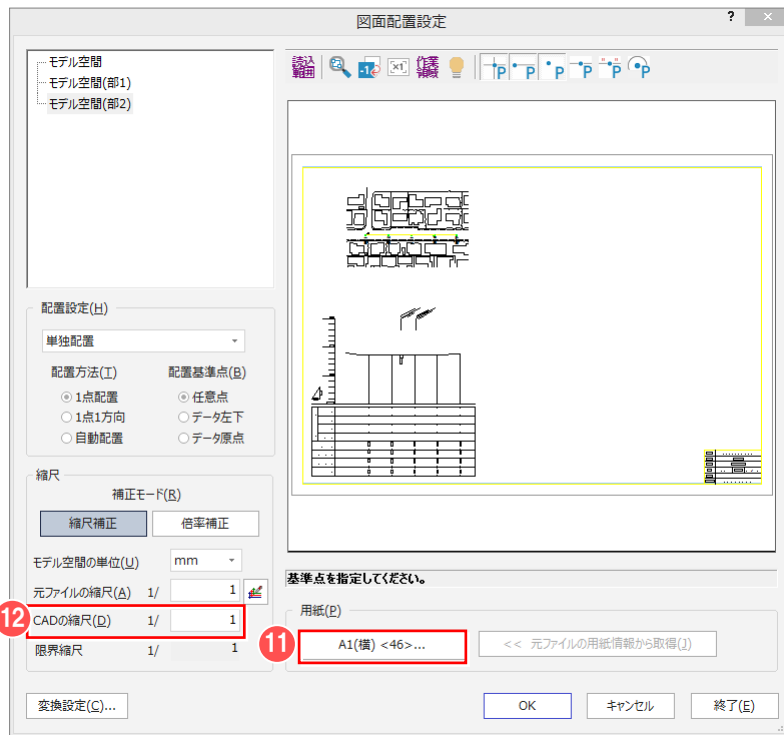 図面配置設定
? ×
モデル空間
モデル空間(部1)
モデル空間(部2)
読込範囲 -1 x1 作業領域 P P P P P P
配置設定(H)
単独配置
配置方法(T) 配置基準点(B)
1点配置 任意点
1点1方向 データ左下
自動配置 データ原点
縮尺
補正モード(R)
縮尺補正 倍率補正
モデル空間の単位(U) mm
元ファイルの縮尺(A) 1/ 1
12 CADの縮尺(D) 1/ 1
限界縮尺 1/ 1
基準点を指定してください。
用紙(P)
11 A1(横) <46>... << 元ファイルの用紙情報から取得(J)
変換設定(C)... OK キャンセル 終了(E)